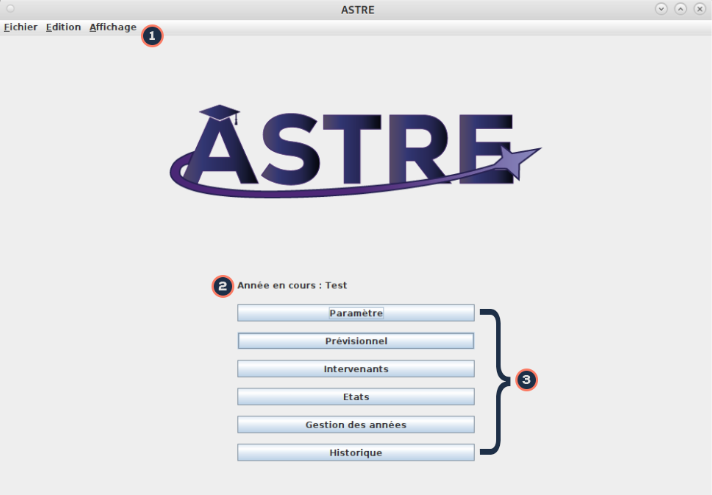 ASTRE
Fichier Edition Affichage
1
ASTRE
2 Année en cours : Test
Paramètre
Prévisionnel
Intervenants
3
Etats
Gestion des années
Historique